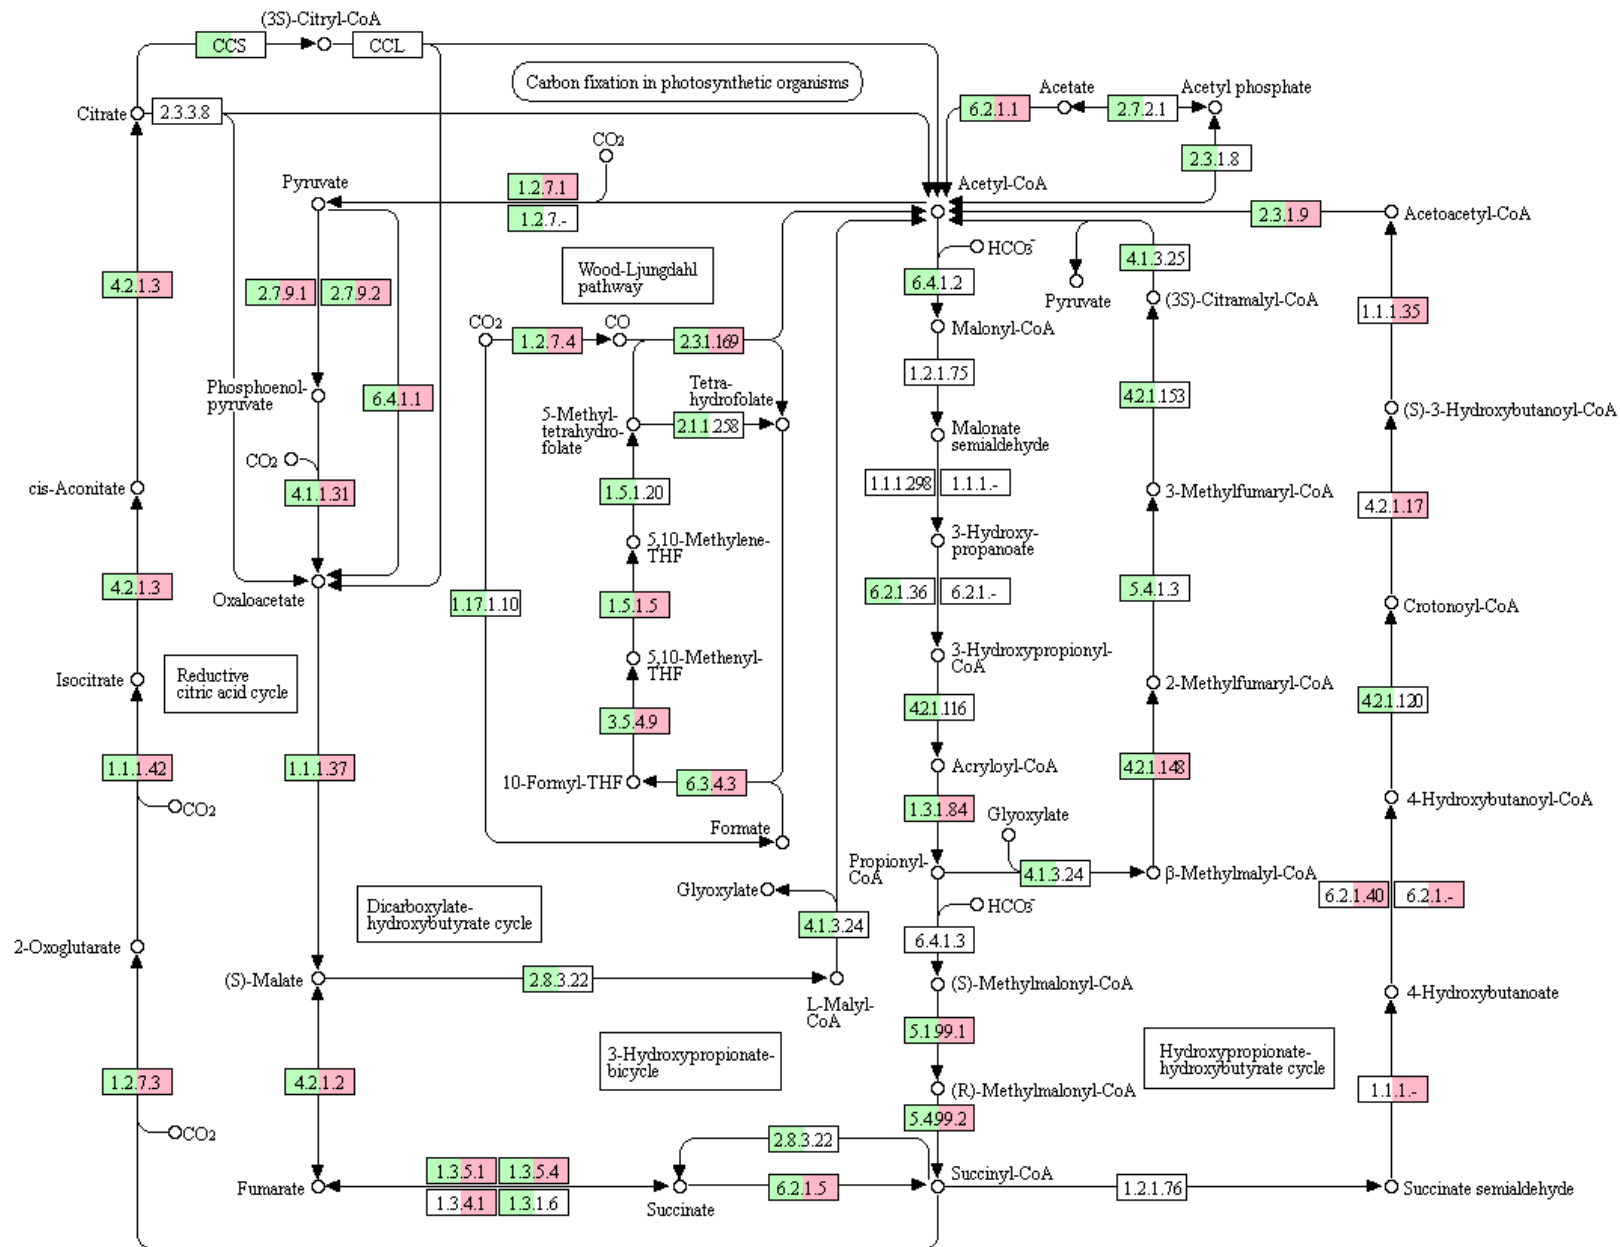 (3S)-Citryl-CoA
CCS
CCL
Carbon fixation in photosynthetic organisms
Citrate
2.3.3.8
6.2.1.1
Acetate
2.7.2.1
Acetyl phosphate
2.3.1.8
CO2
Pyruvate
1.2.7.1
1.2.7.-
Acetyl-CoA
2.3.1.9
Acetoacetyl-CoA
HCO3-
Wood-Ljungdahl
pathway
4.2.1.3
2.7.9.1
2.7.9.2
6.4.1.2
Pyruvate
4.1.3.25
(3S)-Citramalyl-CoA
1.1.1.35
CO2
1.2.7.4
CO
2.3.1.169
Malonyl-CoA
1.2.1.75
Phosphoenol-
pyruvate
6.4.1.1
Tetra-
hydrofolate
5-Methyl-
tetrahydro-
folate
2.1.1.258
Malonate
semialdehyde
4.2.1.153
(S)-3-Hydroxybutanoyl-CoA
CO2
4.1.1.31
cis-Aconitate
1.5.1.20
1.1.1.298
1.1.1.-
3-Methylfumaryl-CoA
4.2.1.17
5,10-Methylene-
THF
3-Hydroxy-
propanoate
4.2.1.3
Oxaloacetate
1.17.1.10
1.5.1.5
6.2.1.36
6.2.1.-
5.4.1.3
Crotonoyl-CoA
Isocitrate
Reductive
citric acid cycle
5,10-Methenyl-
THF
3-Hydroxypropionyl-
CoA
2-Methylfumaryl-CoA
3.5.4.9
4.2.1.116
4.2.1.120
1.1.1.42
1.1.1.37
10-Formyl-THF
6.3.4.3
Acryloyl-CoA
4.2.1.148
CO2
Formate
1.3.1.84
Glyoxylate
4-Hydroxybutanoyl-CoA
Propionyl-
CoA
4.1.3.24
β-Methylmalyl-CoA
Glyoxylate
HCO3-
6.2.1.40
6.2.1.-
Dicarboxylate-
hydroxybutyrate cycle
4.1.3.24
6.4.1.3
2-Oxoglutarate
(S)-Malate
2.8.3.22
L-Malyl-
CoA
(S)-Methylmalonyl-CoA
4-Hydroxybutanoate
5.1.99.1
3-Hydroxypropionate-
bicycle
Hydroxypropionate-
hydroxybutyrate cycle
1.2.7.3
4.2.1.2
(R)-Methylmalonyl-CoA
1.1.1.-
5.4.99.2
CO2
2.8.3.22
Fumarate
1.3.5.1
1.3.5.4
1.3.4.1
1.3.1.6
Succinate
6.2.1.5
Succinyl-CoA
1.2.1.76
Succinate semialdehyde